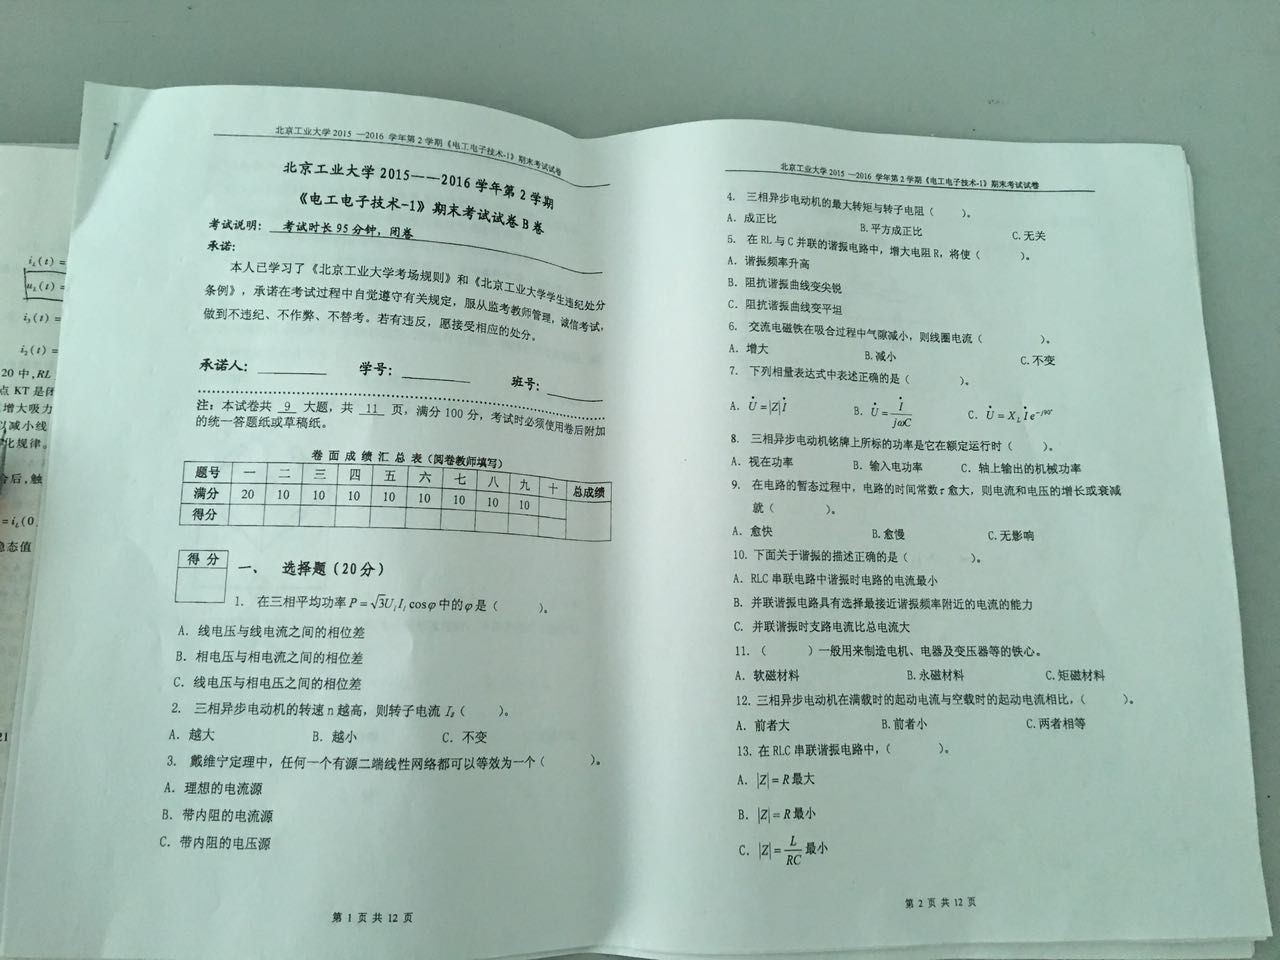 北京工业大学2015 —2016 学年第2学期《电工电子技术-1》期末考试试卷
北京工业大学2015——2016学年第2学期
《电工电子技术-1》期末考试试卷B卷
考试说明： 考试时长95分钟，闭卷
承诺：
本人已学习了《北京工业大学考场规则》和《北京工业大学学生违纪处分
条例》，承诺在考试过程中自觉遵守有关规定，服从监考教师管理，诚信考试，
做到不违纪、不作弊、不替考。若有违反，愿接受相应的处分。
承诺人： 学号： 班号：
注：本试卷共 9 大题，共 11 页，满分100分，考试时必须使用卷后附加
的统一答题纸或草稿纸。
卷 面 成 绩 汇 总 表（阅卷教师填写）
题号 一 二 三 四 五 六 七 八 九 十 总成绩
满分 20 10 10 10 10 10 10 10 10
得分
得 分
一、 选择题（20分）
1. 在三相平均功率 P = √3U_l I_l cosφ 中的φ是（ ）。
A. 线电压与线电流之间的相位差
B. 相电压与相电流之间的相位差
C. 线电压与相电压之间的相位差
2. 三相异步电动机的转速n越高，则转子电流 I₂（ ）。
A. 越大 B. 越小 C. 不变
3. 戴维宁定理中，任何一个有源二端线性网络都可以等效为一个（ ）。
A. 理想的电流源
B. 带内阻的电流源
C. 带内阻的电压源
第 1 页 共 12 页
北京工业大学2015 —2016 学年第2学期《电工电子技术-1》期末考试试卷
4. 三相异步电动机的最大转矩与转子电阻（ ）。
A. 成正比 B.平方成正比 C.无关
5. 在RL与C并联的谐振电路中，增大电阻R，将使（ ）。
A. 谐振频率升高
B. 阻抗谐振曲线变尖锐
C. 阻抗谐振曲线变平坦
6. 交流电磁铁在吸合过程中气隙减小，则线圈电流（ ）。
A. 增大 B.减小 C.不变
7. 下列相量表达式中表述正确的是（ ）。
A. U̇ = |Z|İ B. U̇ = İ/jωC C. U̇ = X_L İ e^{-j90°}
8. 三相异步电动机铭牌上所标的功率是它在额定运行时（ ）。
A. 视在功率 B. 输入电功率 C. 轴上输出的机械功率
9. 在电路的暂态过程中，电路的时间常数τ愈大，则电流和电压的增长或衰减
就（ ）。
A. 愈快 B.愈慢 C.无影响
10. 下面关于谐振的描述正确的是（ ）。
A. RLC串联电路中谐振时电路的电流最小
B. 并联谐振电路具有选择最接近谐振频率附近的电流的能力
C. 并联谐振时支路电流比总电流大
11.（ ）一般用来制造电机、电器及变压器等的铁心。
A. 软磁材料 B.永磁材料 C.矩磁材料
12. 三相异步电动机在满载时的起动电流与空载时的起动电流相比，（ ）。
A. 前者大 B.前者小 C.两者相等
13. 在RLC串联谐振电路中，（ ）。
A. |Z| = R最大
B. |Z| = R最小
C. |Z| = L/RC 最小
第 2 页 共 12 页